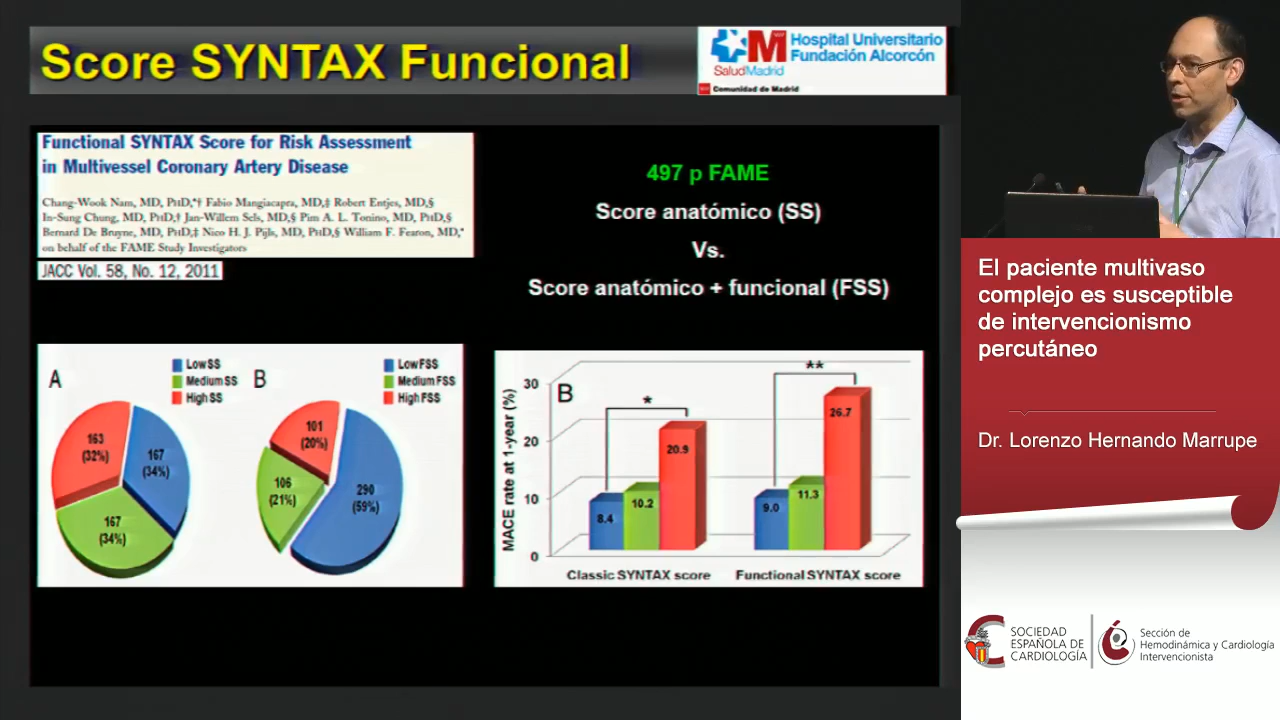 Score SYNTAX Funcional
SaludMadrid
Hospital Universitario
Fundación Alcorcón
Comunidad de Madrid
Functional SYNTAX Score for Risk Assessment
in Multivessel Coronary Artery Disease
Chang-Wook Nam, MD, PHD,*† Fabio Mangiacapra, MD,‡ Robert Entjes, MD,§
In-Sung Chung, MD, PHD,† Jan-Willem Sels, MD,§ Pim A. L. Tonino, MD, PHD,§
Bernard De Bruyne, MD, PHD,‡ Nico H. J. Pijls, MD, PHD,§ William F. Fearon, MD,*
on behalf of the FAME Study Investigators
JACC Vol. 58, No. 12, 2011
497 p FAME
Score anatómico (SS)
Vs.
Score anatómico + funcional (FSS)
A
Low SS
Medium SS
High SS
163
(32%)
167
(34%)
167
(34%)
B
Low FSS
Medium FSS
High FSS
101
(20%)
106
(21%)
290
(59%)
B
MACE rate at 1-year (%)
30
20
10
0
*
**
8.4
10.2
20.9
9.0
11.3
26.7
Classic SYNTAX score
Functional SYNTAX score
El paciente multivaso
complejo es susceptible
de intervencionismo
percutáneo
Dr. Lorenzo Hernando Marrupe
SOCIEDAD
ESPAÑOLA DE
CARDIOLOGÍA
Sección de
Hemodinámica y Cardiología
Intervencionista